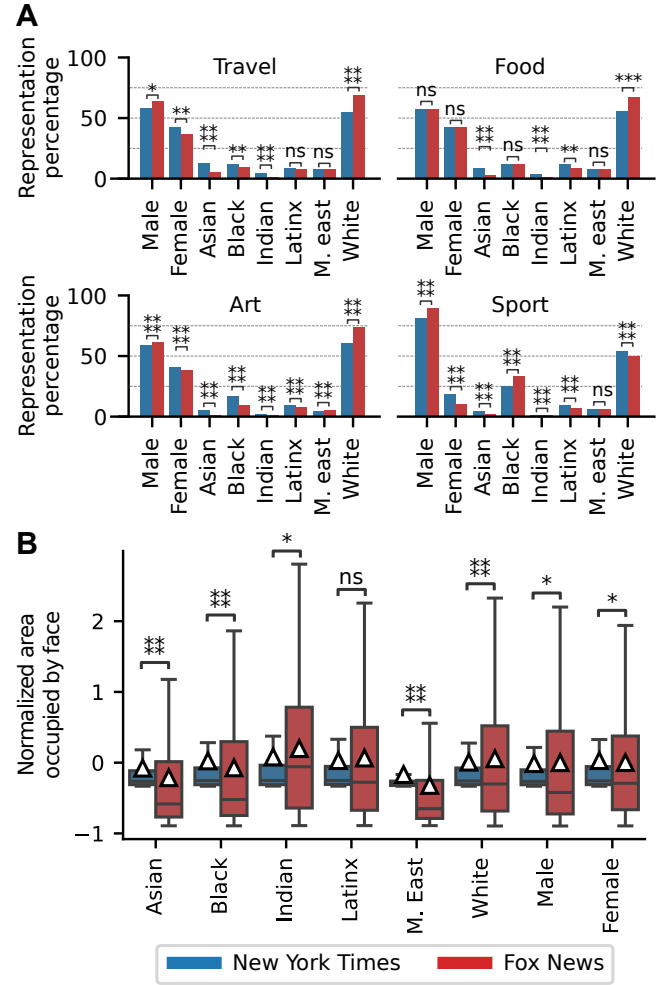 A
Travel
Food
Representation
percentage
100
50
0
*
**
****
**
****
ns
ns
****
ns
ns
****
ns
****
**
ns
***
Male
Female
Asian
Black
Indian
Latinx
M. east
White
Male
Female
Asian
Black
Indian
Latinx
M. east
White
Art
Sport
Representation
percentage
100
50
0
****
****
****
****
****
****
****
****
****
****
****
****
****
****
ns
****
Male
Female
Asian
Black
Indian
Latinx
M. east
White
Male
Female
Asian
Black
Indian
Latinx
M. east
White
B
Normalized area
occupied by face
2
1
0
−1
****
****
*
ns
****
****
*
*
Asian
Black
Indian
Latinx
M. East
White
Male
Female
New York Times
Fox News